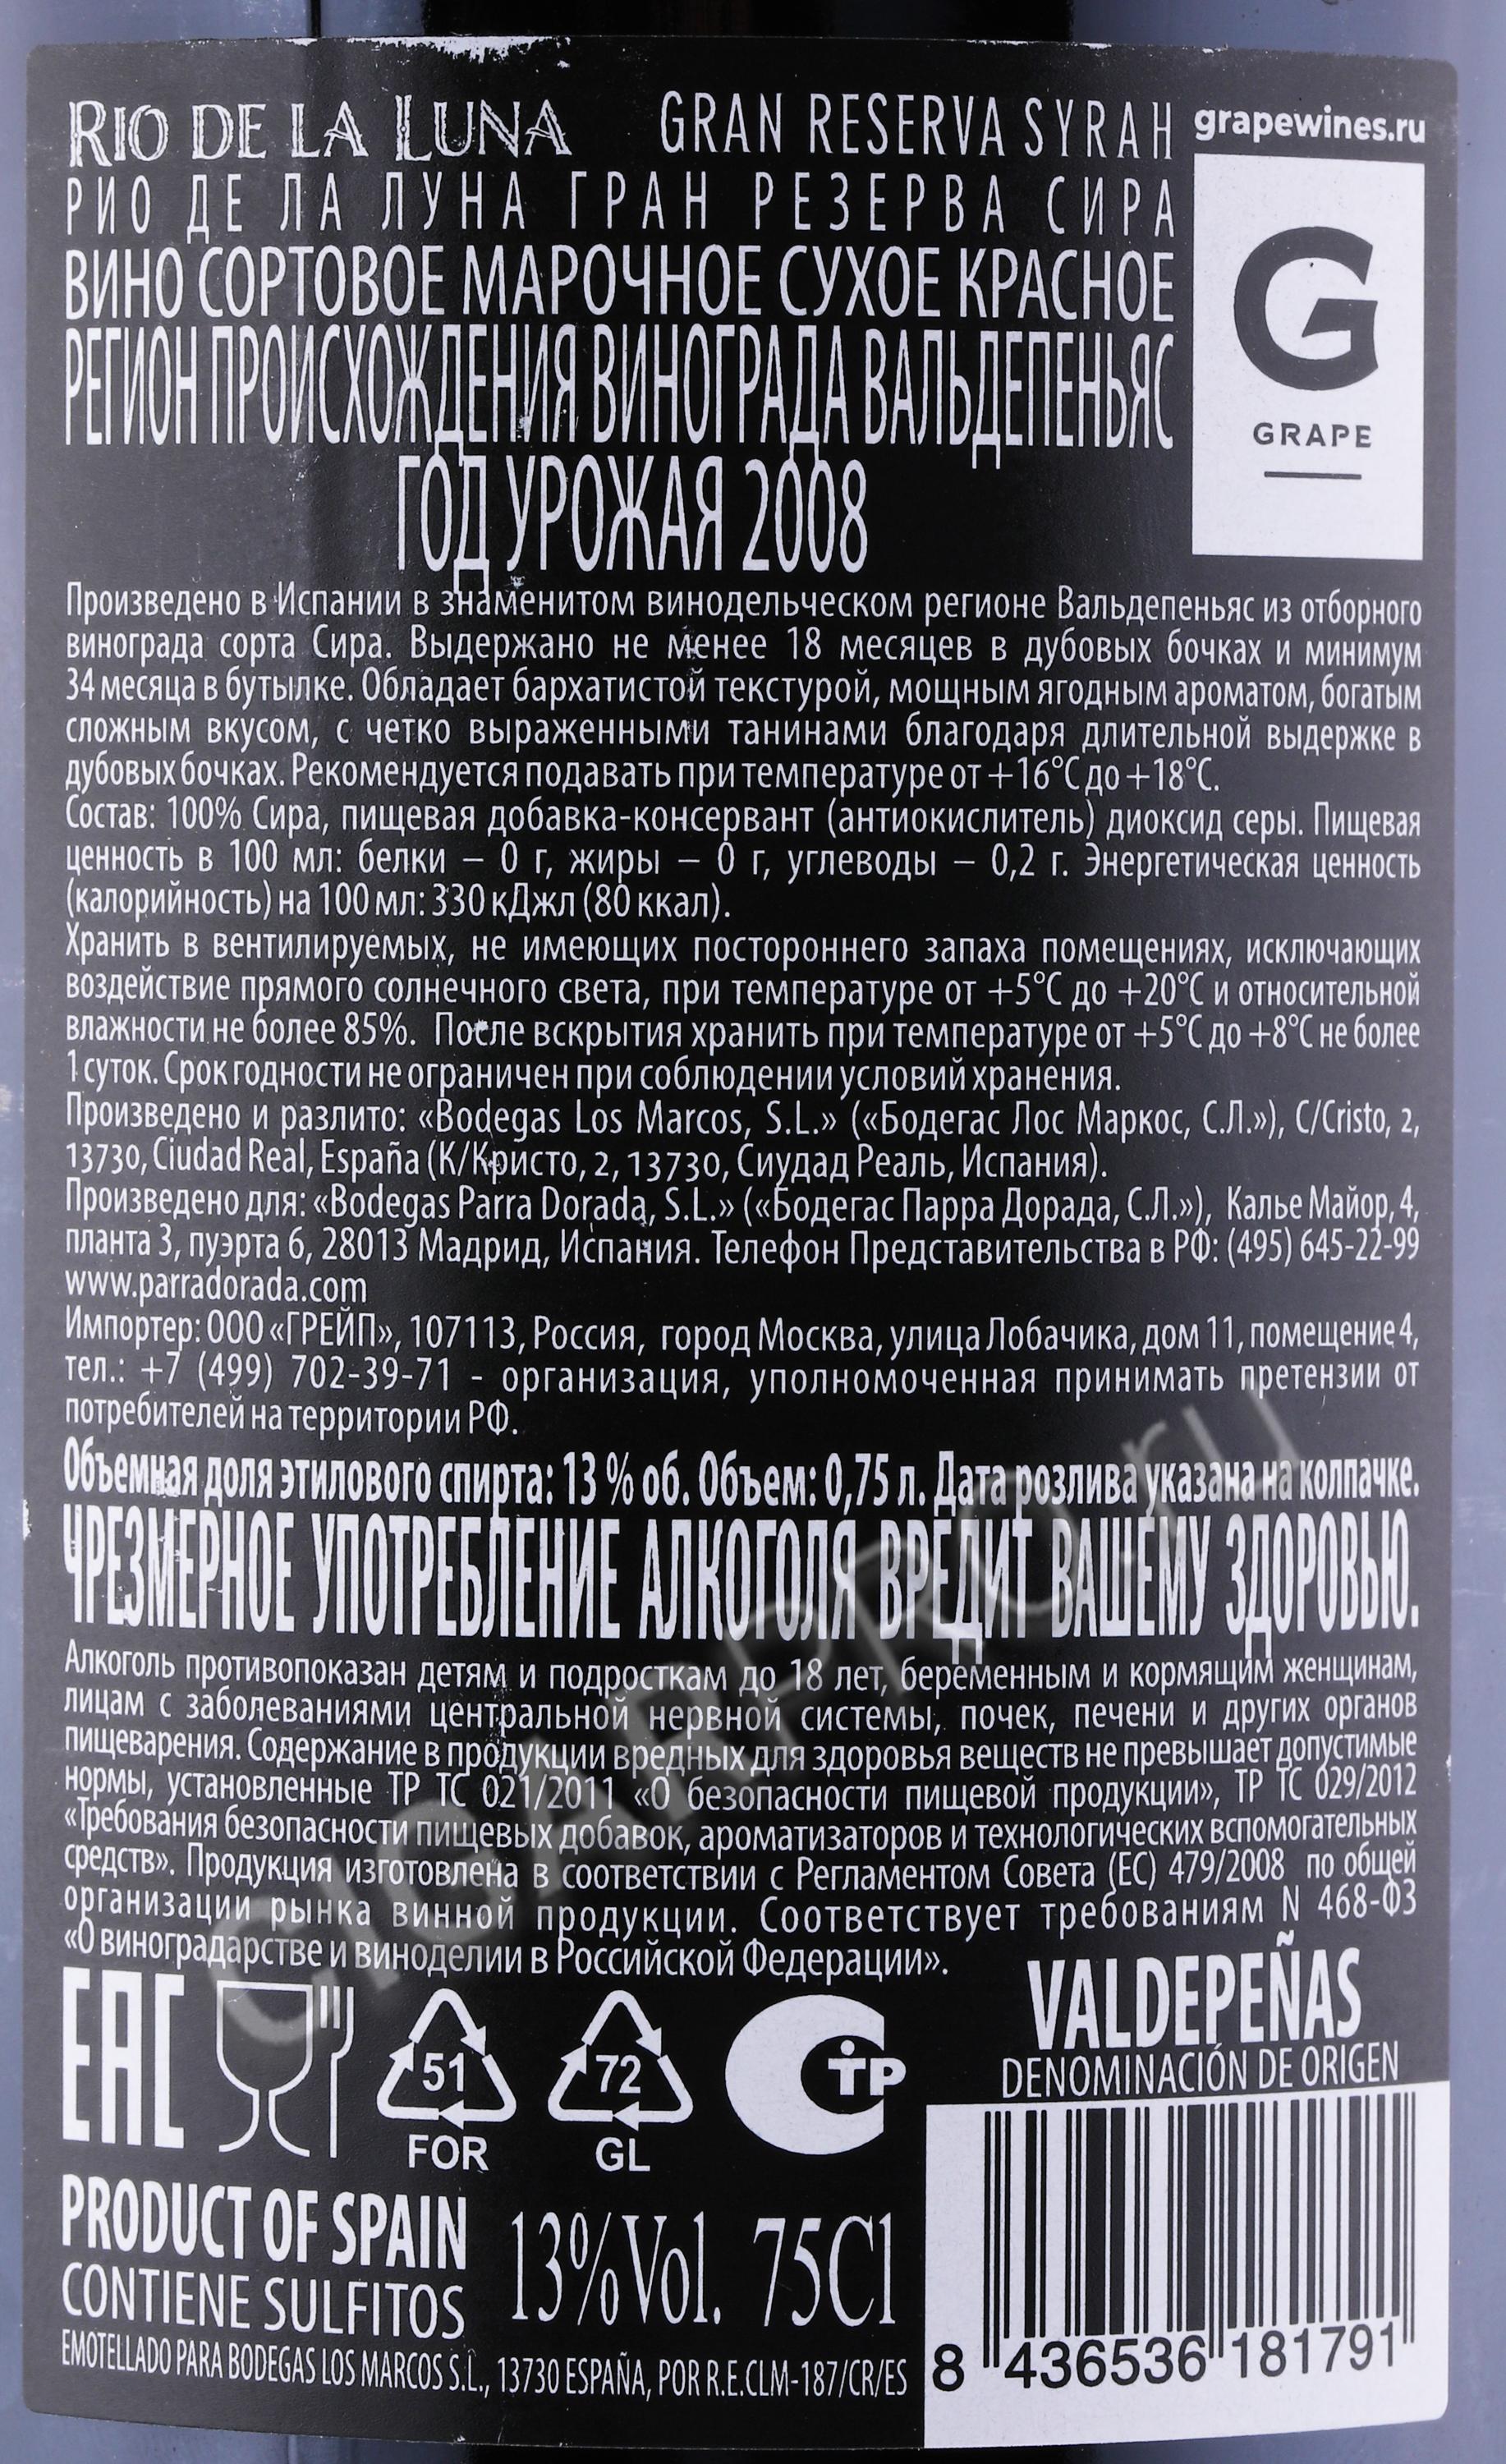 RIO DE LA LUNA GRAN RESERVA SYRAH
grapewines.ru
РИО ДЕ ЛА ЛУНА ГРАН РЕЗЕРВА СИРА
ВИНО СОРТОВОЕ МАРОЧНОЕ СУХОЕ КРАСНОЕ
РЕГИОН ПРОИСХОЖДЕНИЯ ВИНОГРАДА ВАЛЬДЕПЕНЬЯС
ГОД УРОЖАЯ 2008
G
GRAPE
Произведено в Испании в знаменитом винодельческом регионе Вальдепеньяс из отборного
винограда сорта Сира. Выдержано не менее 18 месяцев в дубовых бочках и минимум
34 месяца в бутылке. Обладает бархатистой текстурой, мощным ягодным ароматом, богатым
сложным вкусом, с четко выраженными танинами благодаря длительной выдержке в
дубовых бочках. Рекомендуется подавать при температуре от +16°C до +18°C.
Состав: 100% Сира, пищевая добавка-консервант (антиокислитель) диоксид серы. Пищевая
ценность в 100 мл: белки – 0 г, жиры – 0 г, углеводы – 0,2 г. Энергетическая ценность
(калорийность) на 100 мл: 330 кДжл (80 ккал).
Хранить в вентилируемых, не имеющих постороннего запаха помещениях, исключающих
воздействие прямого солнечного света, при температуре от +5°C до +20°C и относительной
влажности не более 85%. После вскрытия хранить при температуре от +5°C до +8°C не более
1 суток. Срок годности не ограничен при соблюдении условий хранения.
Произведено и разлито: «Bodegas Los Marcos, S.L.» («Бодегас Лос Маркос, С.Л.»), C/Cristo, 2,
13730, Ciudad Real, España (К/Кристо, 2, 13730, Сиудад Реаль, Испания).
Произведено для: «Bodegas Parra Dorada, S.L.» («Бодегас Парра Дорада, С.Л.»), Калье Майор, 4,
планта 3, пуэрта 6, 28013 Мадрид, Испания. Телефон Представительства в РФ: (495) 645-22-99
www.parradorada.com
Импортер: ООО «ГРЕЙП», 107113, Россия, город Москва, улица Лобачика, дом 11, помещение 4,
тел.: +7 (499) 702-39-71 - организация, уполномоченная принимать претензии от
потребителей на территории РФ.
Объемная доля этилового спирта: 13 % об. Объем: 0,75 л. Дата розлива указана на колпачке.
ЧРЕЗМЕРНОЕ УПОТРЕБЛЕНИЕ АЛКОГОЛЯ ВРЕДИТ ВАШЕМУ ЗДОРОВЬЮ.
Алкоголь противопоказан детям и подросткам до 18 лет, беременным и кормящим женщинам,
лицам с заболеваниями центральной нервной системы, почек, печени и других органов
пищеварения. Содержание в продукции вредных для здоровья веществ не превышает допустимые
нормы, установленные ТР ТС 021/2011 «О безопасности пищевой продукции», ТР ТС 029/2012
«Требования безопасности пищевых добавок, ароматизаторов и технологических вспомогательных
средств». Продукция изготовлена в соответствии с Регламентом Совета (ЕС) 479/2008 по общей
организации рынка винной продукции. Соответствует требованиям N 468-ФЗ
«О виноградарстве и виноделии в Российской Федерации».
CIGARPRO.ru
VALDEPEÑAS
DENOMINACIÓN DE ORIGEN
EAC
51
FOR
72
GL
СТР
PRODUCT OF SPAIN
CONTIENE SULFITOS
13%Vol. 75Cl
EMOTELLADO PARA BODEGAS LOS MARCOS S.L., 13730 ESPAÑA, POR R.E.CLM-187/CR/ES
8 436536 181791